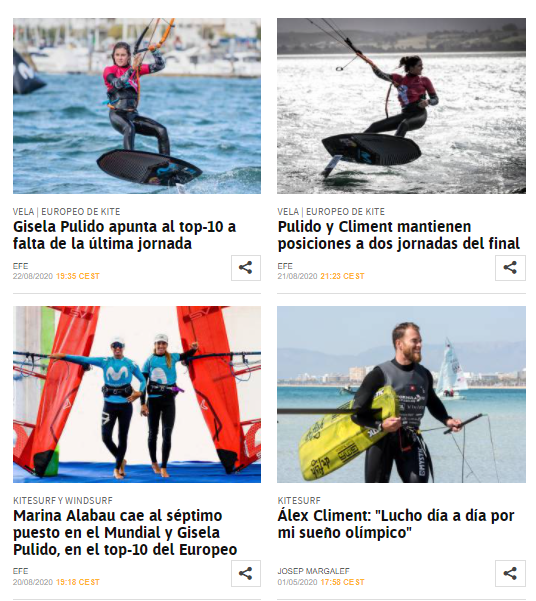 VELA | EUROPEO DE KITE
Gisela Pulido apunta al top-10 a
falta de la última jornada
EFE
22/08/2020 19:35 CEST
VELA | EUROPEO DE KITE
Pulido y Climent mantienen
posiciones a dos jornadas del final
EFE
21/08/2020 21:23 CEST
KITESURF Y WINDSURF
Marina Alabau cae al séptimo
puesto en el Mundial y Gisela
Pulido, en el top-10 del Europeo
EFE
20/08/2020 19:18 CEST
KITESURF
Álex Climent: "Lucho día a día por
mi sueño olímpico"
JOSEP MARGALEF
01/05/2020 17:58 CEST